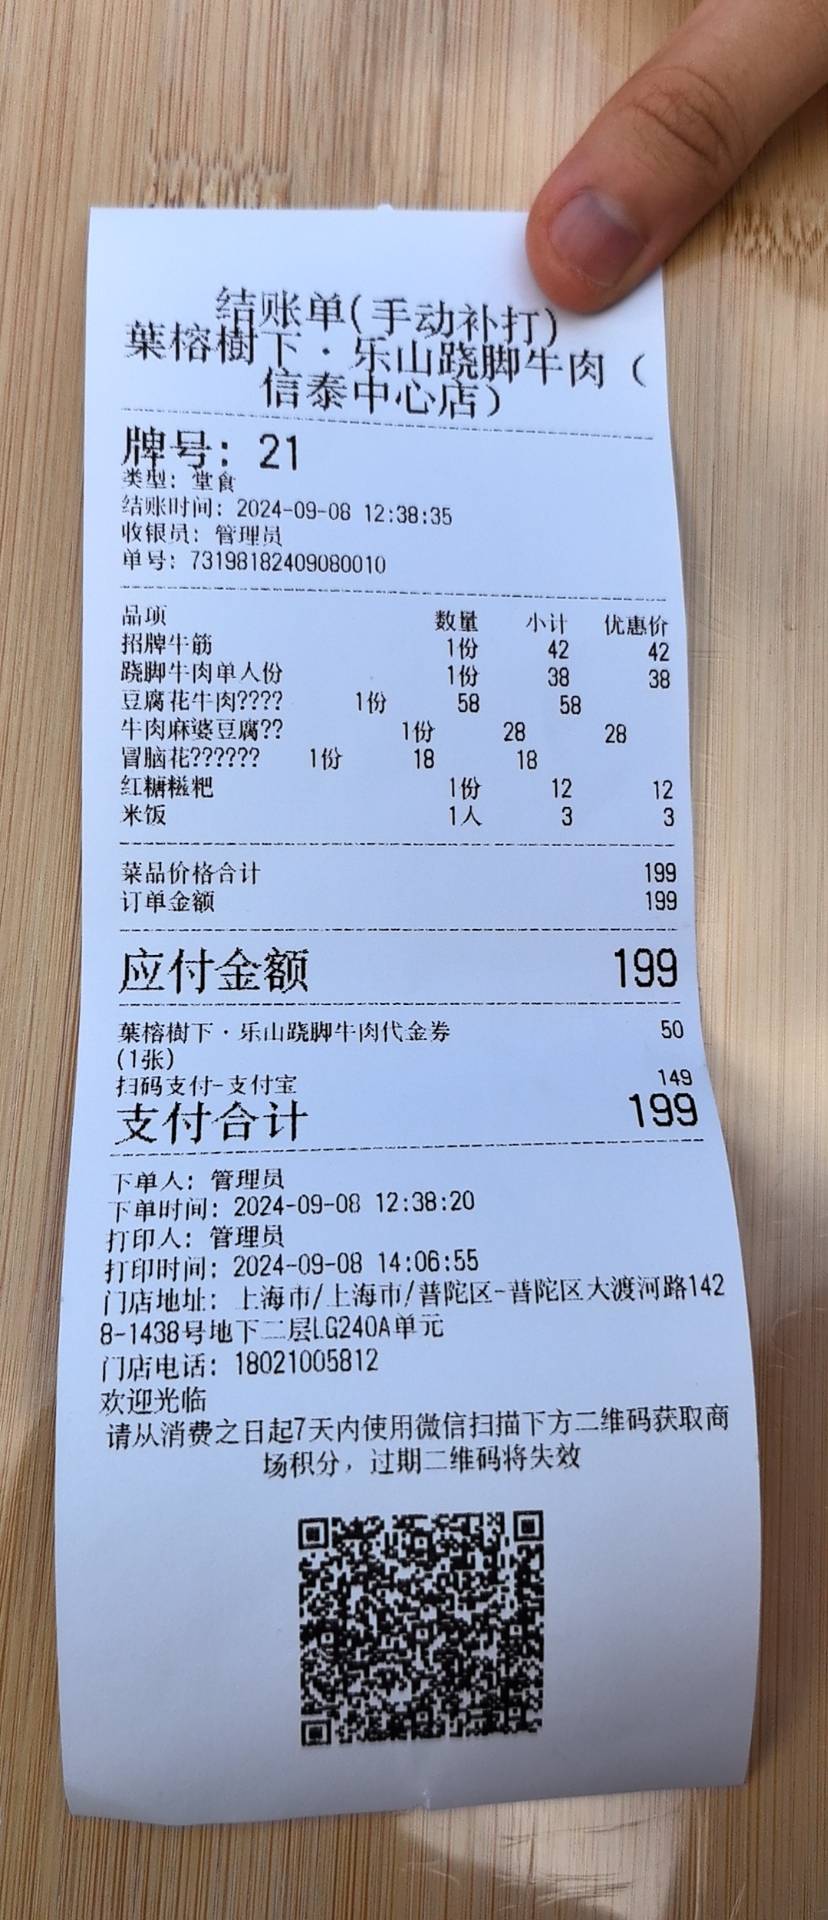 结账单(手动补打)
葉榕樹下·乐山跷脚牛肉（
信泰中心店）
牌号: 21
类型: 堂食
结账时间: 2024-09-08 12:38:35
收银员: 管理员
单号: 73198182409080010
品项 数量 小计 优惠价
招牌牛筋 1份 42 42
跷脚牛肉单人份 1份 38 38
豆腐花牛肉???? 1份 58 58
牛肉麻婆豆腐?? 1份 28 28
冒脑花?????? 1份 18 18
红糖糍粑 1份 12 12
米饭 1人 3 3
菜品价格合计 199
订单金额 199
应付金额 199
葉榕樹下·乐山跷脚牛肉代金券 50
(1张)
扫码支付-支付宝 149
支付合计 199
下单人: 管理员
下单时间: 2024-09-08 12:38:20
打印人: 管理员
打印时间: 2024-09-08 14:06:55
门店地址: 上海市/上海市/普陀区-普陀区大渡河路142
8-1438号地下二层LG240A单元
门店电话: 18021005812
欢迎光临
请从消费之日起7天内使用微信扫描下方二维码获取商
场积分，过期二维码将失效